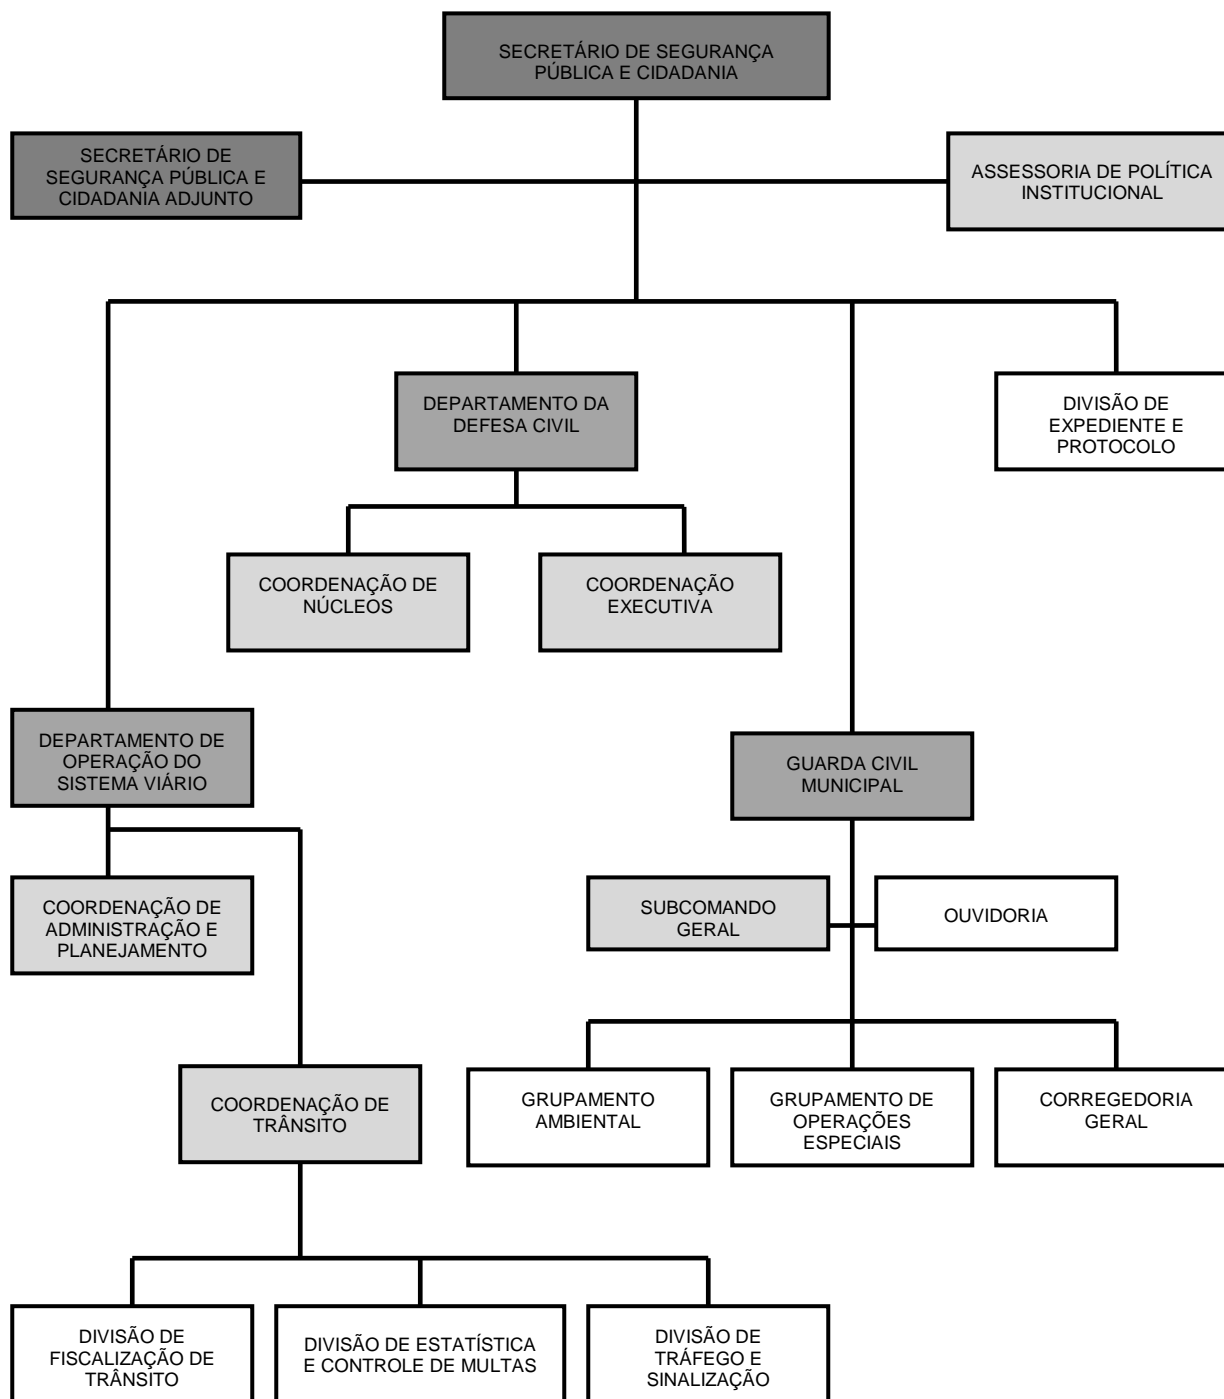 SECRETÁRIO DE SEGURANÇA
PÚBLICA E CIDADANIA
SECRETÁRIO DE
SEGURANÇA PÚBLICA E
CIDADANIA ADJUNTO
ASSESSORIA DE POLÍTICA
INSTITUCIONAL
DEPARTAMENTO DA
DEFESA CIVIL
DIVISÃO DE
EXPEDIENTE E
PROTOCOLO
COORDENAÇÃO DE
NÚCLEOS
COORDENAÇÃO
EXECUTIVA
DEPARTAMENTO DE
OPERAÇÃO DO
SISTEMA VIÁRIO
GUARDA CIVIL
MUNICIPAL
COORDENAÇÃO DE
ADMINISTRAÇÃO E
PLANEJAMENTO
SUBCOMANDO
GERAL
OUVIDORIA
COORDENAÇÃO DE
TRÂNSITO
GRUPAMENTO
AMBIENTAL
GRUPAMENTO DE
OPERAÇÕES
ESPECIAIS
CORREGEDORIA
GERAL
DIVISÃO DE
FISCALIZAÇÃO DE
TRÂNSITO
DIVISÃO DE ESTATÍSTICA
E CONTROLE DE MULTAS
DIVISÃO DE
TRÁFEGO E
SINALIZAÇÃO